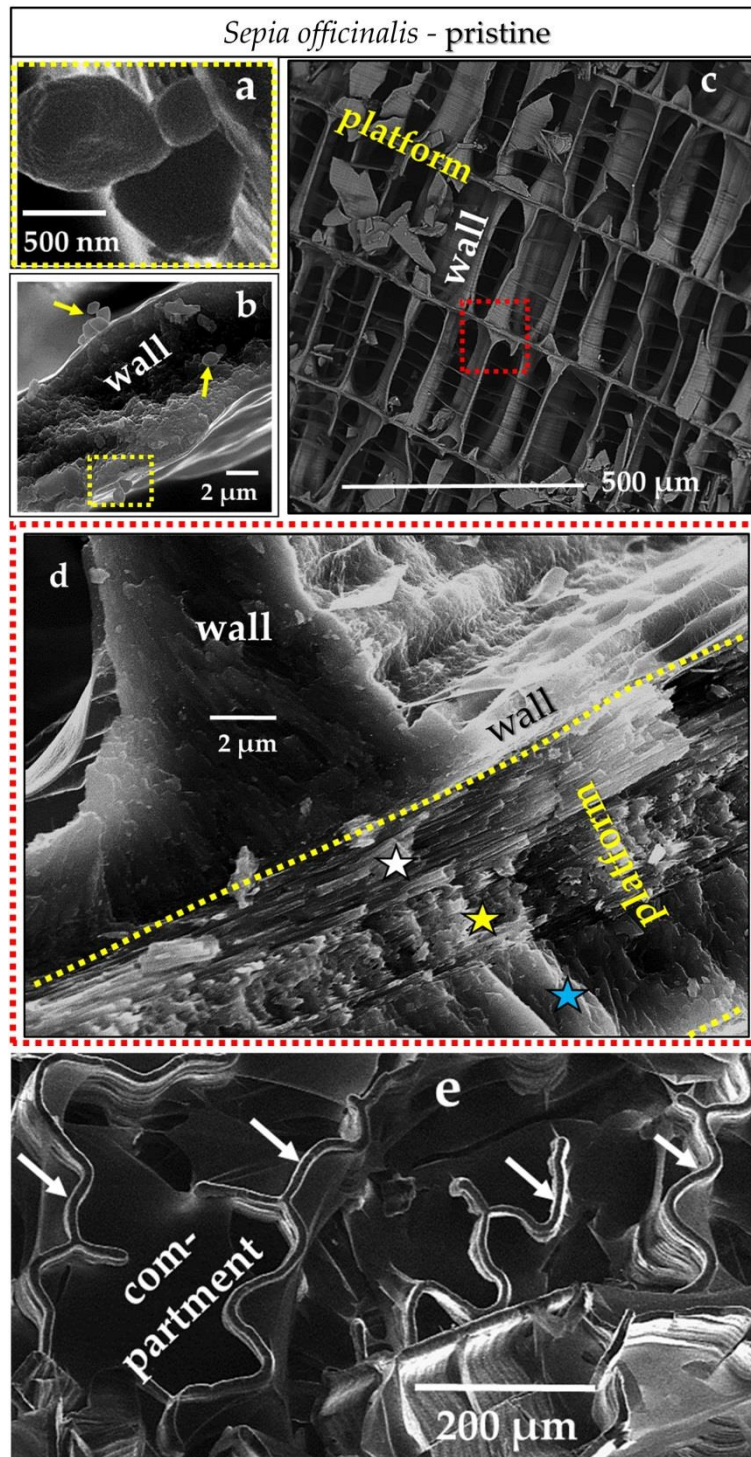 Sepia officinalis - pristine
a
500 nm
b
wall
2 μm
c
platform
wall
500 μm
d
wall
2 μm
wall
platform
e
com-
partment
200 μm